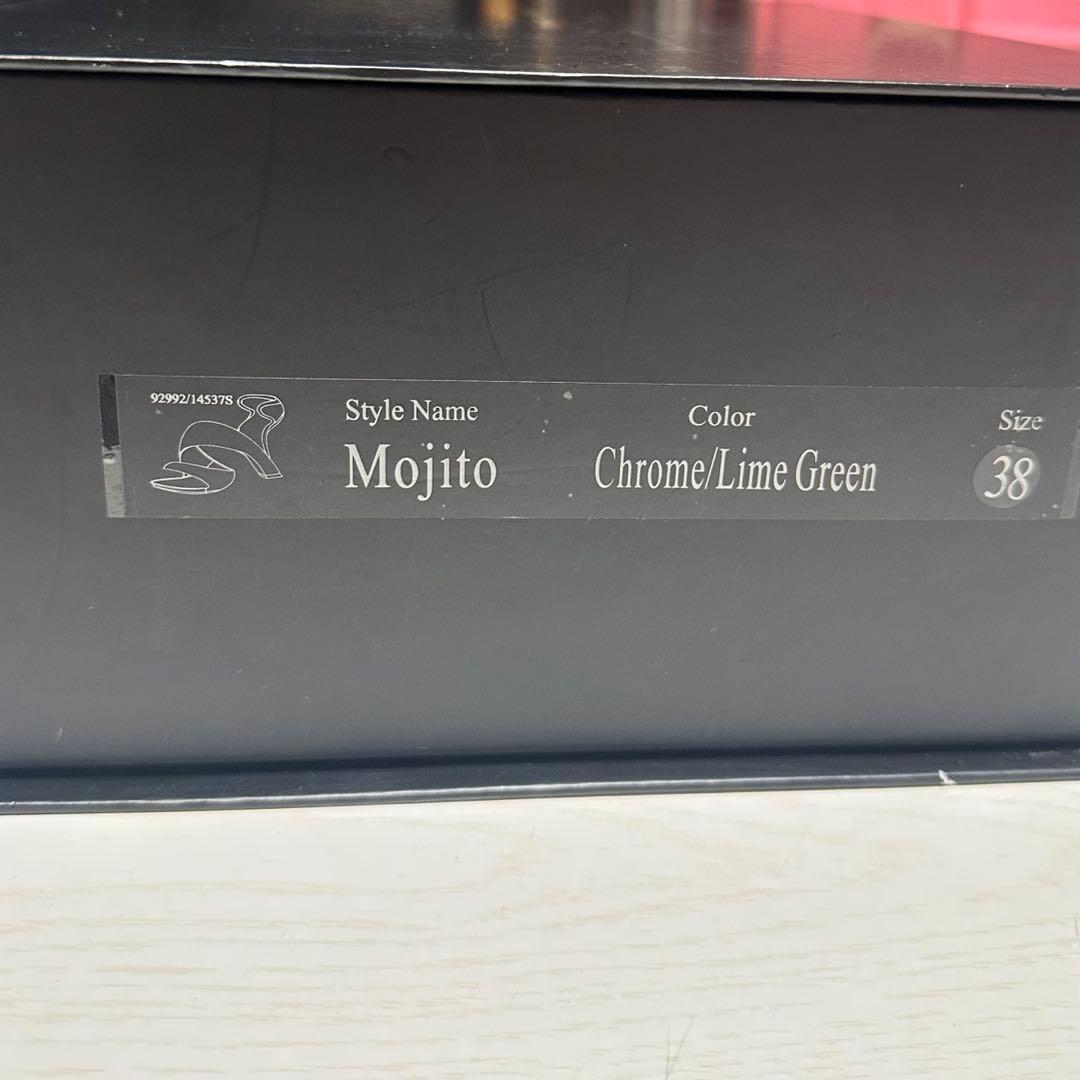 92992/14537S
Style Name
Mojito
Color
Chrome/Lime Green
Size
38